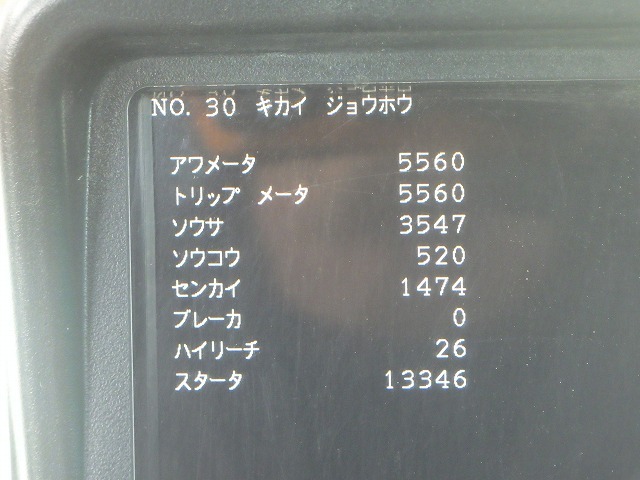 NO. 30 キカイ ジョウホウ
アワメータ 5560
トリップ メータ 5560
ソウサ 3547
ソウコウ 520
センカイ 1474
ブレーカ 0
ハイリーチ 26
スタータ 13346